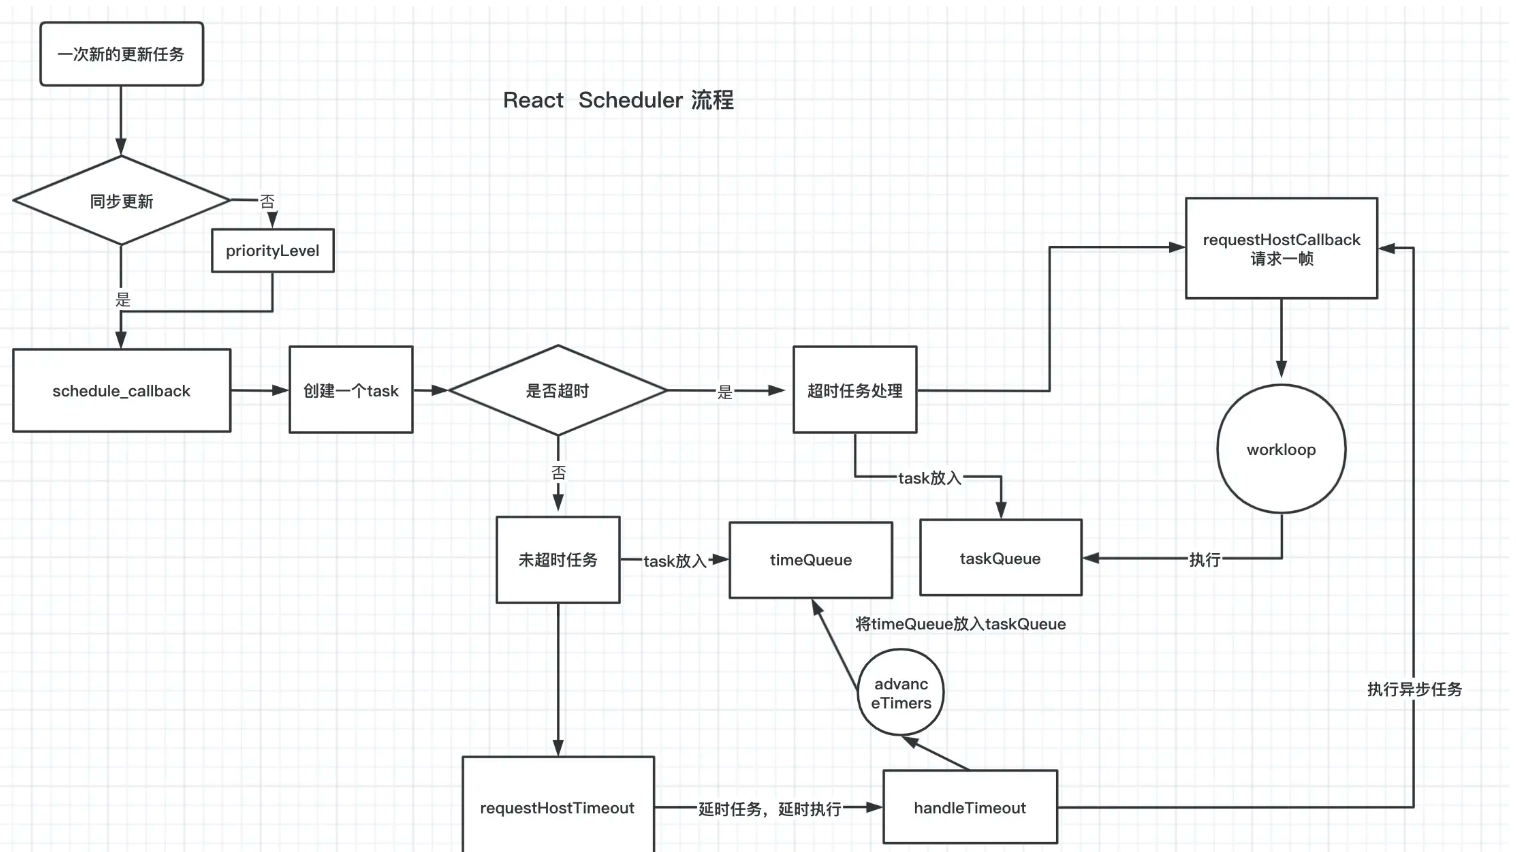 一次新的更新任务
React Scheduler 流程
同步更新
否
priorityLevel
是
requestHostCallback
请求一帧
schedule_callback
创建一个task
是否超时
是
超时任务处理
workloop
否
task放入
未超时任务
task放入
timeQueue
taskQueue
执行
将timeQueue放入taskQueue
advanc
eTimers
执行异步任务
requestHostTimeout
延时任务，延时执行
handleTimeout